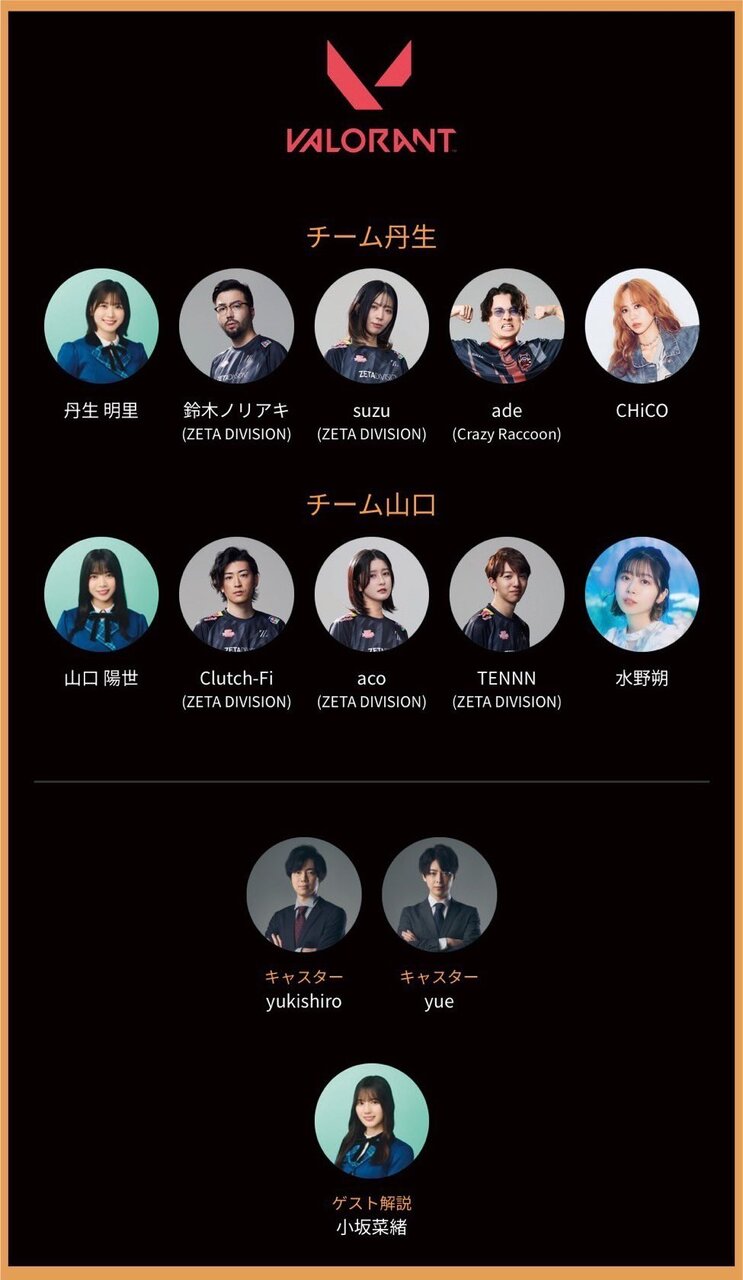 VALORANT
チーム丹生
丹生 明里
鈴木ノリアキ
(ZETA DIVISION)
suzu
(ZETA DIVISION)
ade
(Crazy Raccoon)
CHiCO
チーム山口
山口 陽世
Clutch-Fi
(ZETA DIVISION)
aco
(ZETA DIVISION)
TENNN
(ZETA DIVISION)
水野朔
キャスター
yukishiro
キャスター
yue
ゲスト解説
小坂菜緒